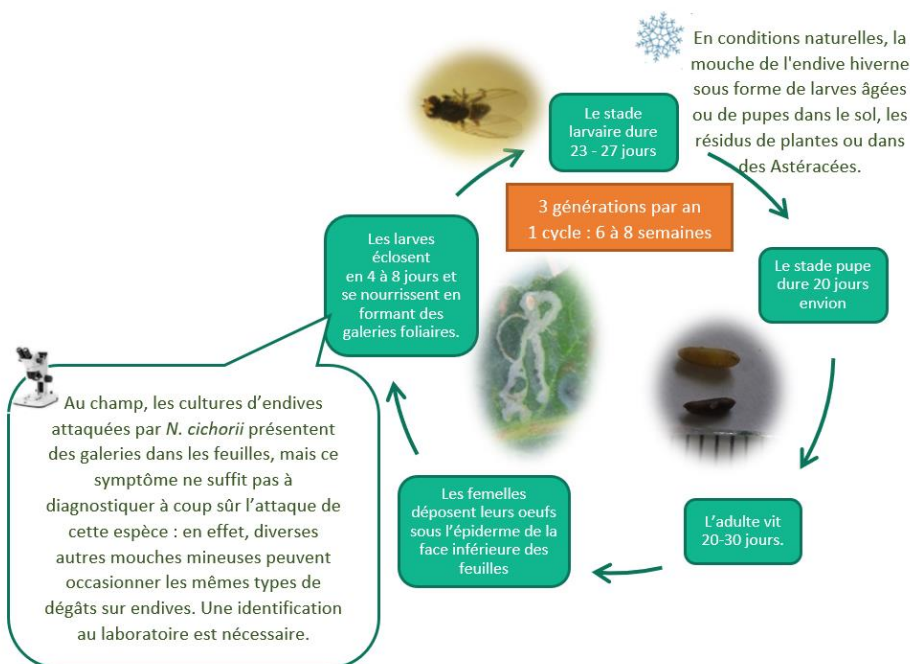 En conditions naturelles, la
mouche de l'endive hiverne
sous forme de larves âgées
ou de pupes dans le sol, les
résidus de plantes ou dans
des Astéracées.
Le stade
larvaire dure
23 - 27 jours
3 générations par an
1 cycle : 6 à 8 semaines
Le stade pupe
dure 20 jours
envion
L'adulte vit
20-30 jours.
Les femelles
déposent leurs oeufs
sous l'épiderme de la
face inférieure des
feuilles
Les larves
éclosent
en 4 à 8 jours et
se nourrissent en
formant des
galeries foliaires.
Au champ, les cultures d'endives
attaquées par N. cichorii présentent
des galeries dans les feuilles, mais ce
symptôme ne suffit pas à
diagnostiquer à coup sûr l'attaque de
cette espèce : en effet, diverses
autres mouches mineuses peuvent
occasionner les mêmes types de
dégâts sur endives. Une identification
au laboratoire est nécessaire.